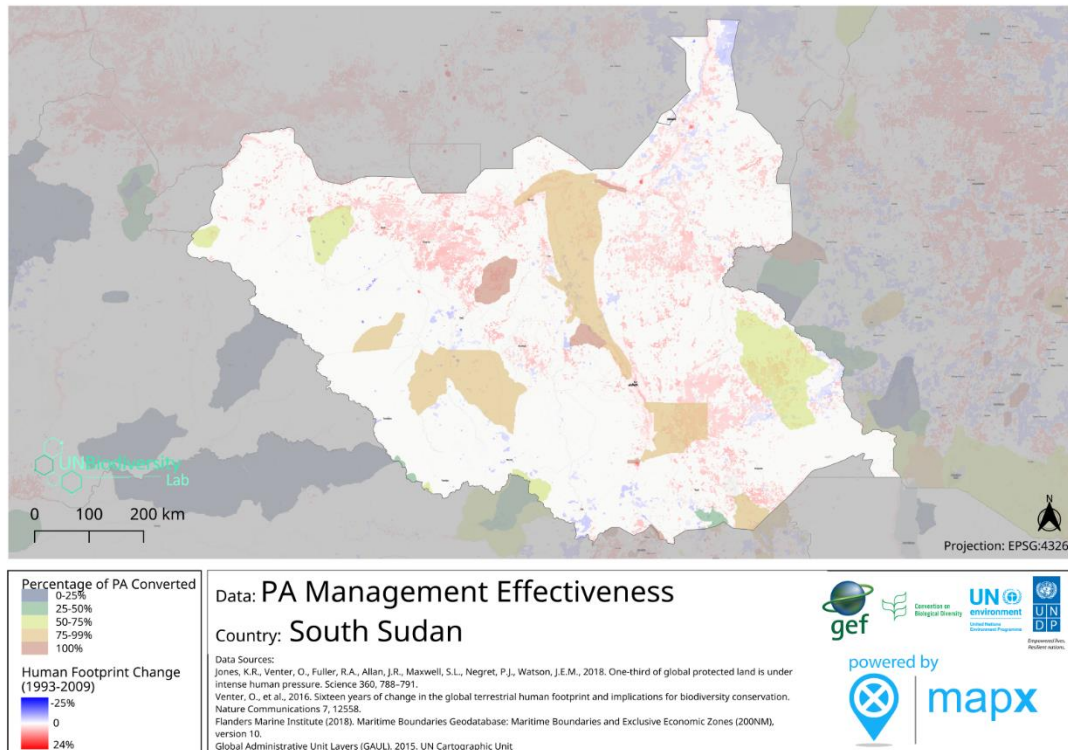 UN Biodiversity
Lab
0 100 200 km
N
Projection: EPSG:4326
Percentage of PA Converted
0-25%
25-50%
50-75%
75-99%
100%
Human Footprint Change
(1993-2009)
-25%
0
24%
Data: PA Management Effectiveness
Country: South Sudan
Data Sources:
Jones, K.R., Venter, O., Fuller, R.A., Allan, J.R., Maxwell, S.L., Negret, P.J., Watson, J.E.M., 2018. One-third of global protected land is under
intense human pressure. Science 360, 788–791.
Venter, O., et al., 2016. Sixteen years of change in the global terrestrial human footprint and implications for biodiversity conservation.
Nature Communications 7, 12558.
Flanders Marine Institute (2018). Maritime Boundaries Geodatabase: Maritime Boundaries and Exclusive Economic Zones (200NM),
version 10.
Global Administrative Unit Layers (GAUL), 2015. UN Cartographic Unit
gef
Convention on
Biological Diversity
UN
environment
United Nations
Environment Programme
U N
D P
Empowered lives.
Resilient nations.
powered by
mapx